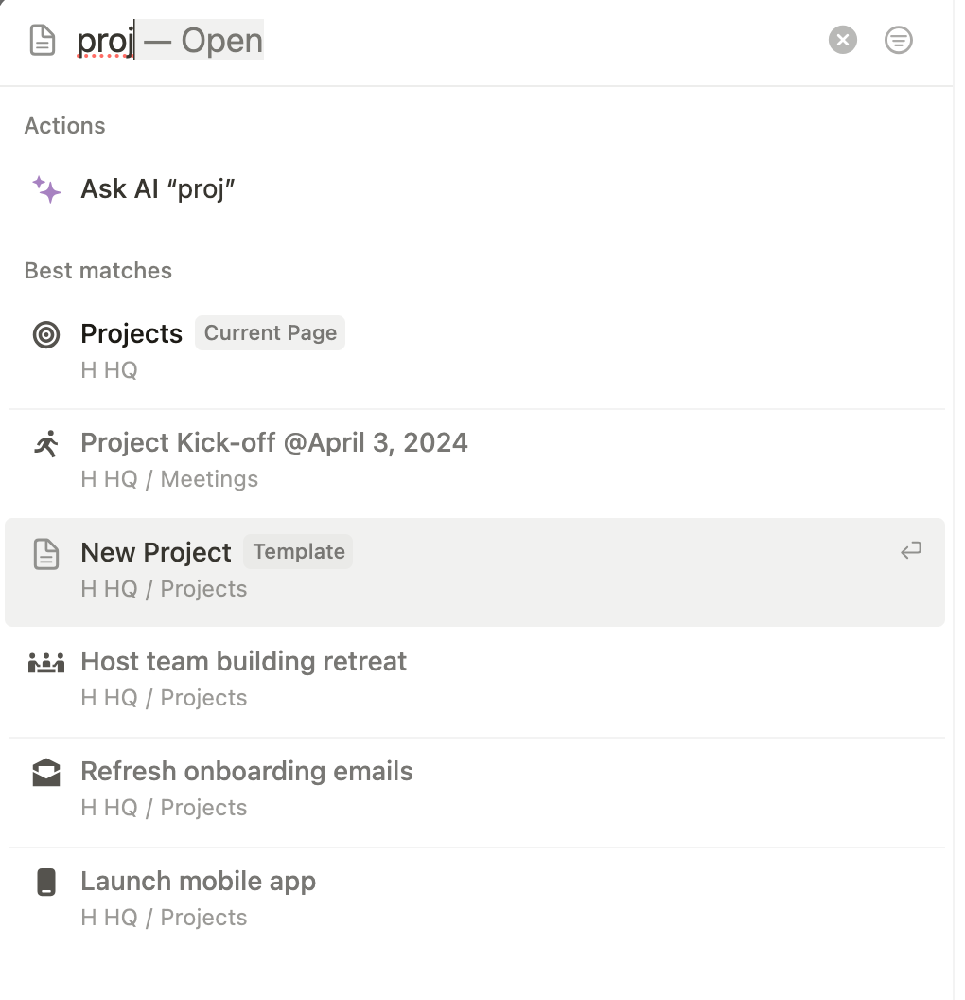 proj — Open
Actions
Ask AI “proj”
Best matches
Projects Current Page
H HQ
Project Kick-off @April 3, 2024
H HQ / Meetings
New Project Template
H HQ / Projects
Host team building retreat
H HQ / Projects
Refresh onboarding emails
H HQ / Projects
Launch mobile app
H HQ / Projects